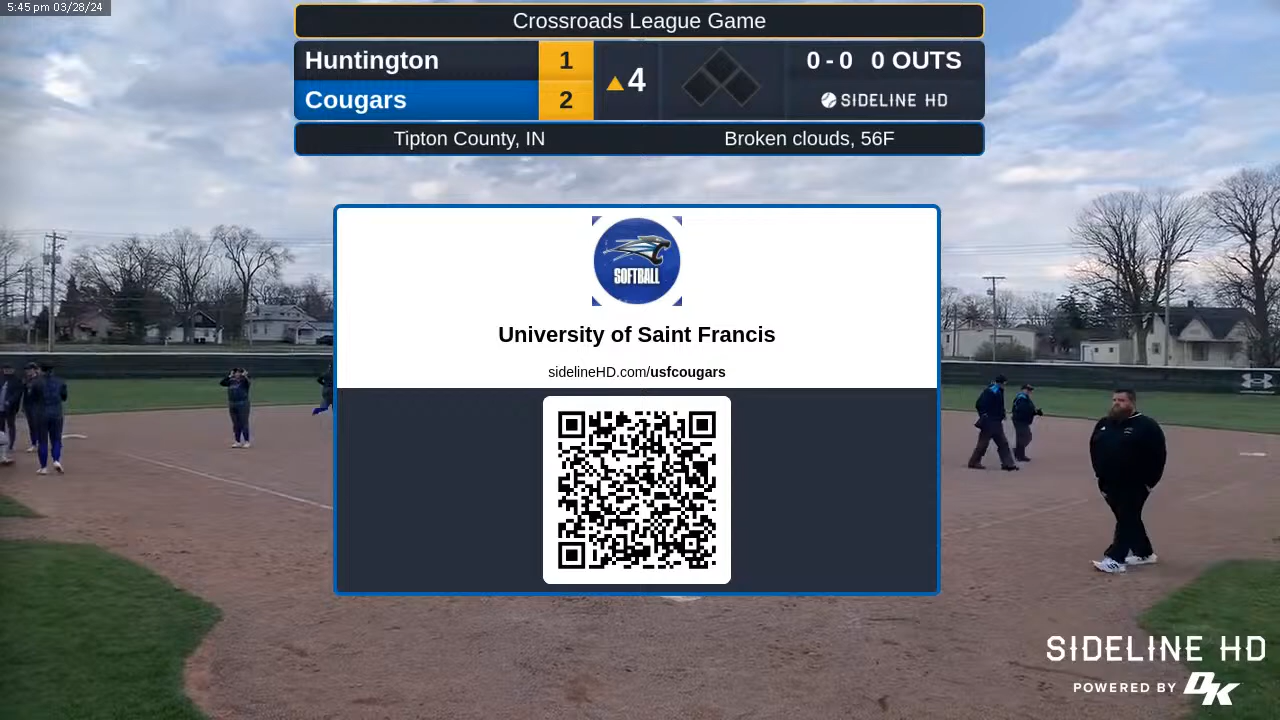 5:45 pm 03/28/24
Crossroads League Game
Huntington 1
Cougars 2
▲4
0 - 0 0 OUTS
SIDELINE HD
Tipton County, IN Broken clouds, 56F
SOFTBALL
University of Saint Francis
sidelineHD.com/usfcougars
SIDELINE HD
POWERED BY DK